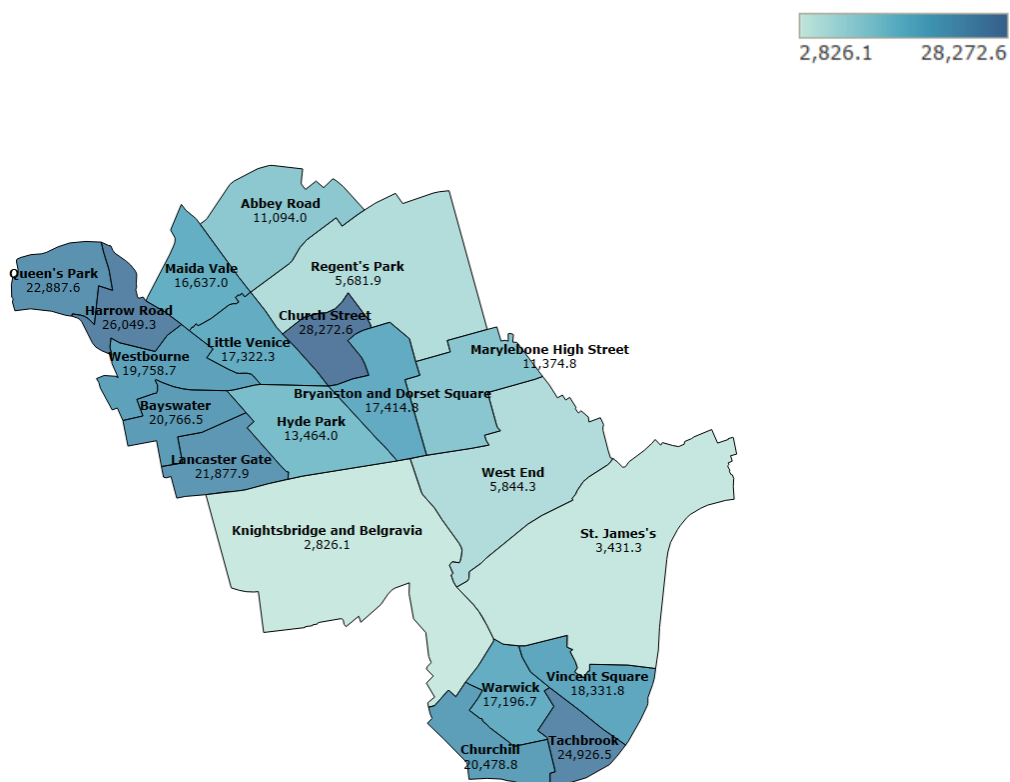 2,826.1 28,272.6
Abbey Road
11,094.0
Maida Vale
16,637.0
Regent's Park
5,681.9
Queen's Park
22,887.6
Harrow Road
26,049.3
Church Street
28,272.6
Little Venice
17,322.3
Marylebone High Street
11,374.8
Westbourne
19,758.7
Bryanston and Dorset Square
17,414.8
Bayswater
20,766.5
Hyde Park
13,464.0
Lancaster Gate
21,877.9
West End
5,844.3
Knightsbridge and Belgravia
2,826.1
St. James's
3,431.3
Vincent Square
18,331.8
Warwick
17,196.7
Tachbrook
24,926.5
Churchill
20,478.8